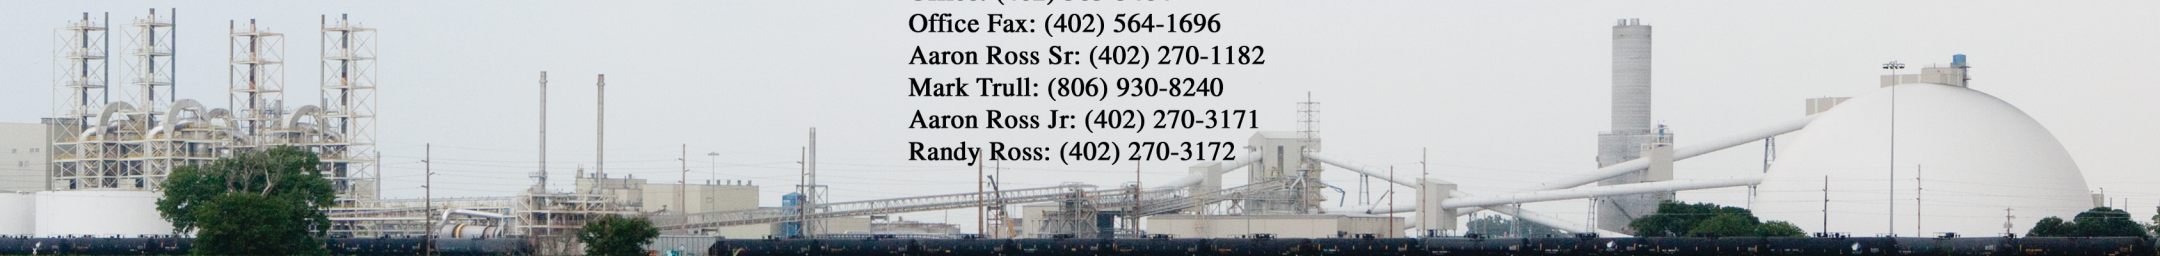 Office Fax: (402) 564-1696
Aaron Ross Sr: (402) 270-1182
Mark Trull: (806) 930-8240
Aaron Ross Jr: (402) 270-3171
Randy Ross: (402) 270-3172